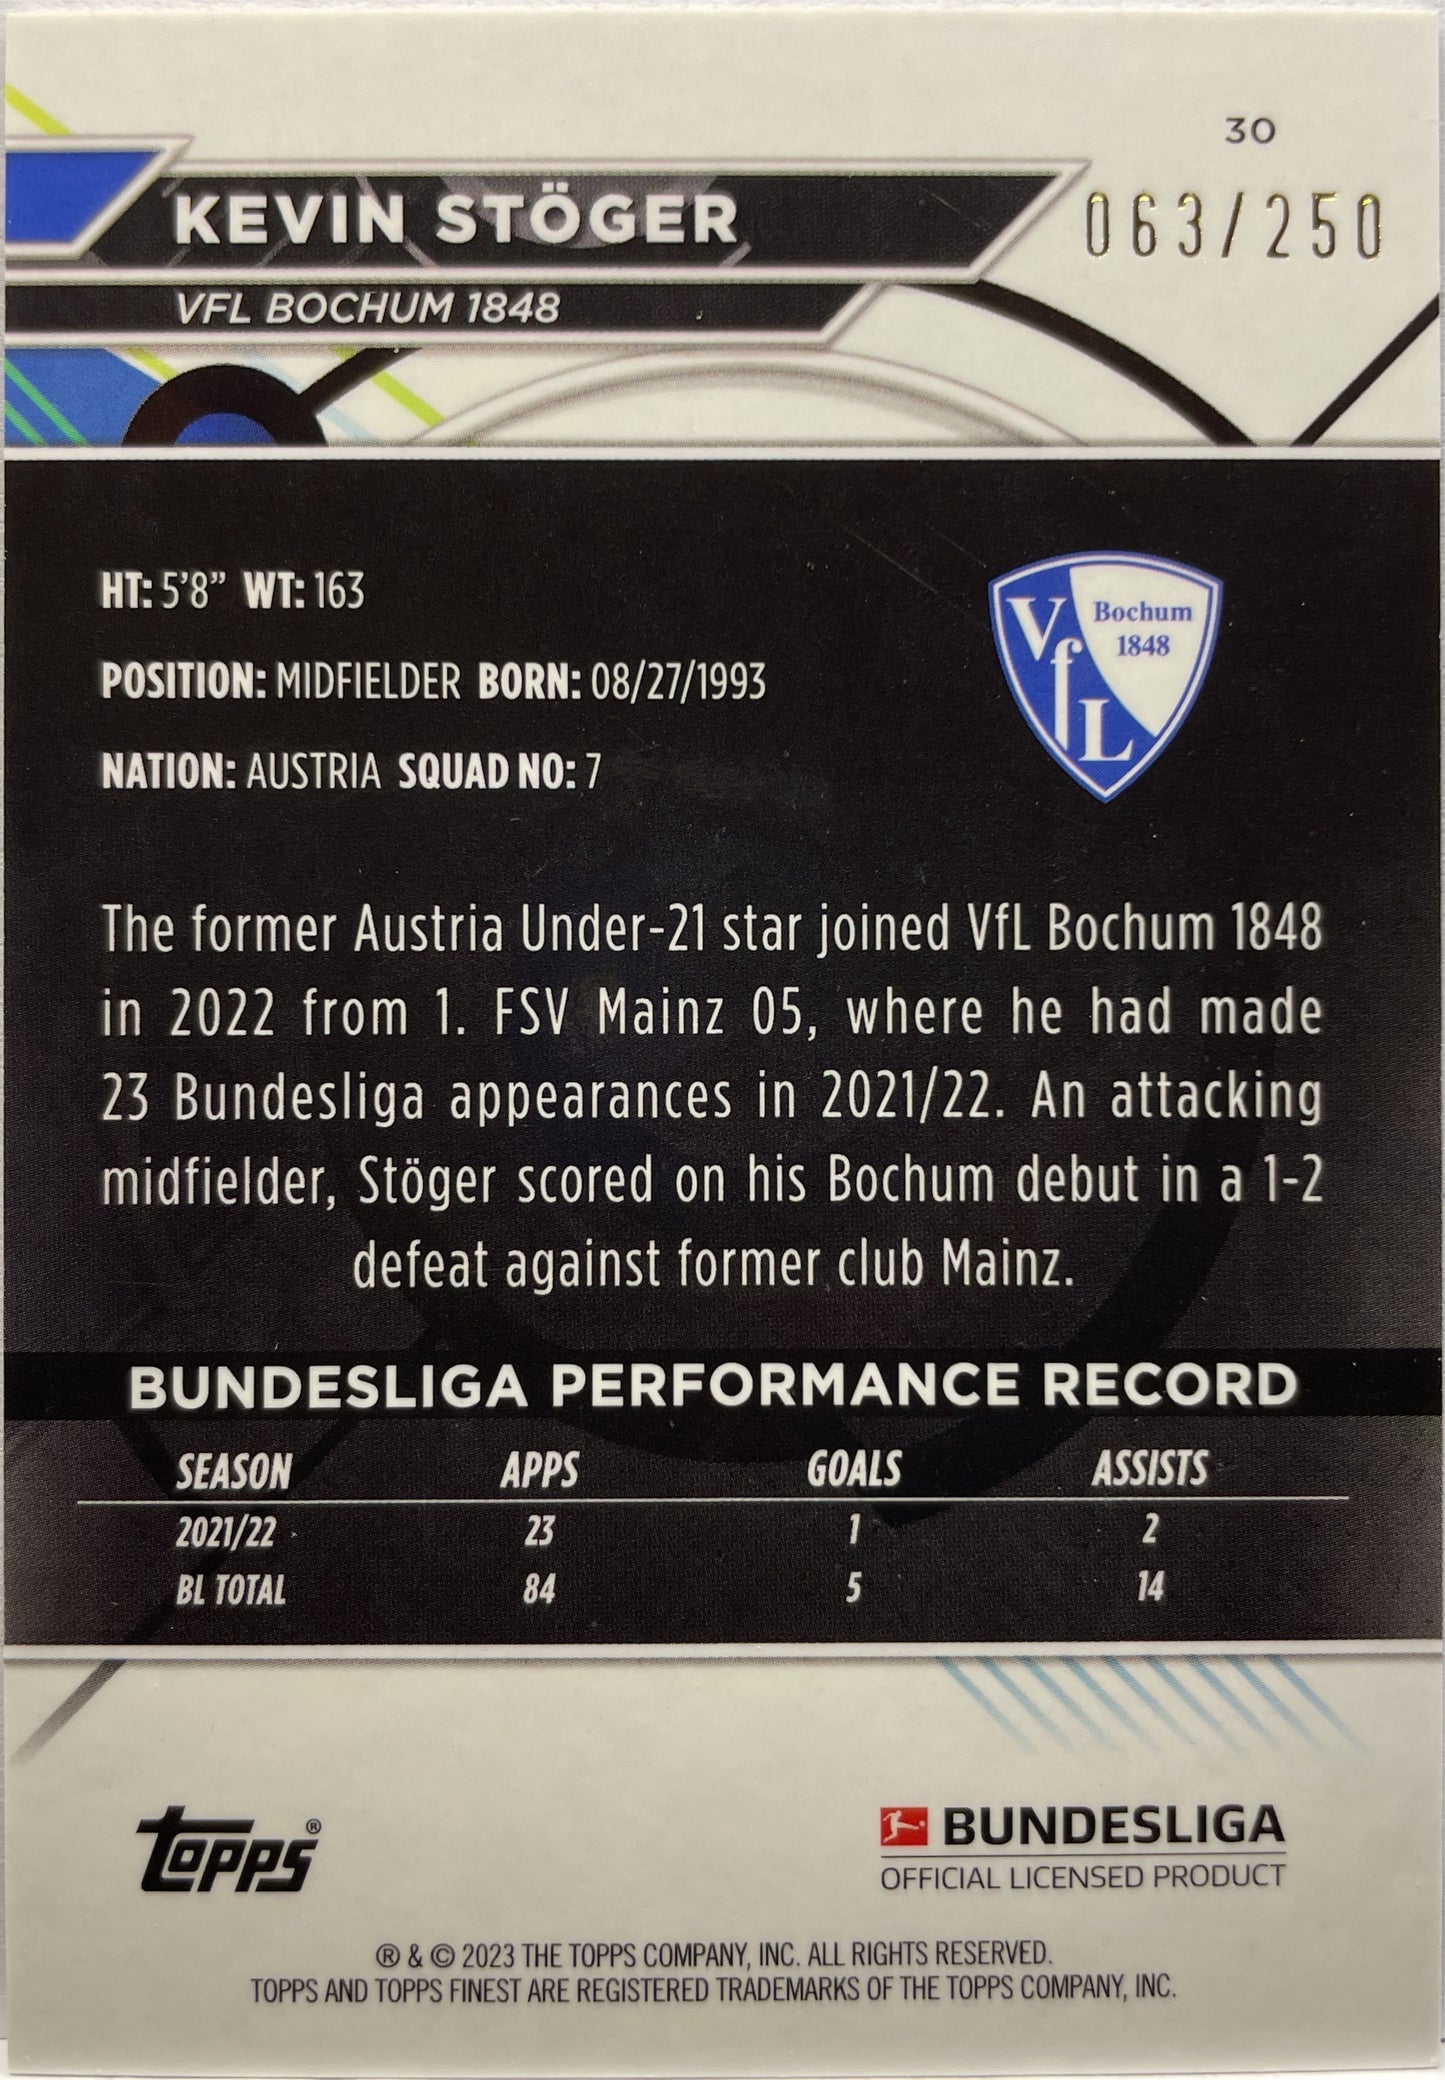 30
KEVIN STÖGER
063/250
VFL BOCHUM 1848
HT: 5'8" WT: 163
POSITION: MIDFIELDER BORN: 08/27/1993
NATION: AUSTRIA SQUAD NO: 7
VfL
Bochum
1848
The former Austria Under-21 star joined VfL Bochum 1848
in 2022 from 1. FSV Mainz 05, where he had made
23 Bundesliga appearances in 2021/22. An attacking
midfielder, Stöger scored on his Bochum debut in a 1-2
defeat against former club Mainz.
BUNDESLIGA PERFORMANCE RECORD
SEASON APPS GOALS ASSISTS
2021/22 23 1 2
BL TOTAL 84 5 14
topps®
BUNDESLIGA
OFFICIAL LICENSED PRODUCT
® & © 2023 THE TOPPS COMPANY, INC. ALL RIGHTS RESERVED.
TOPPS AND TOPPS FINEST ARE REGISTERED TRADEMARKS OF THE TOPPS COMPANY, INC.